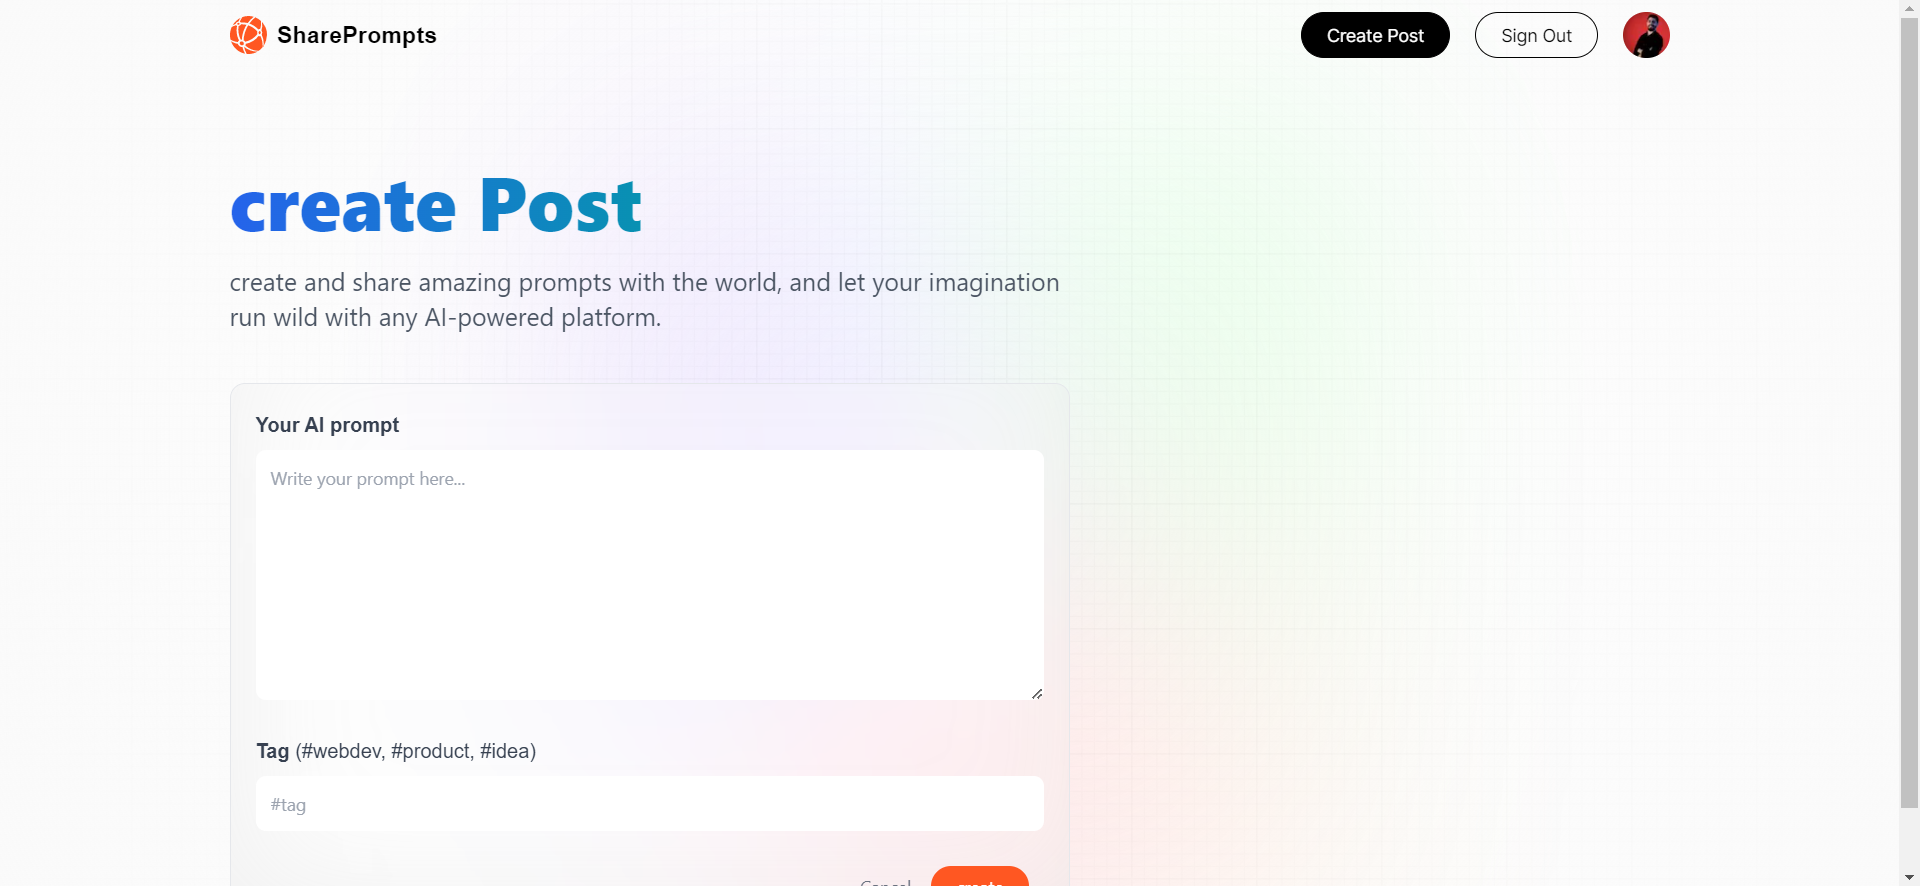 SharePrompts
Create Post
Sign Out
create Post
create and share amazing prompts with the world, and let your imagination
run wild with any AI-powered platform.
Your AI prompt
Write your prompt here...
Tag (#webdev, #product, #idea)
#tag
Cancel
create